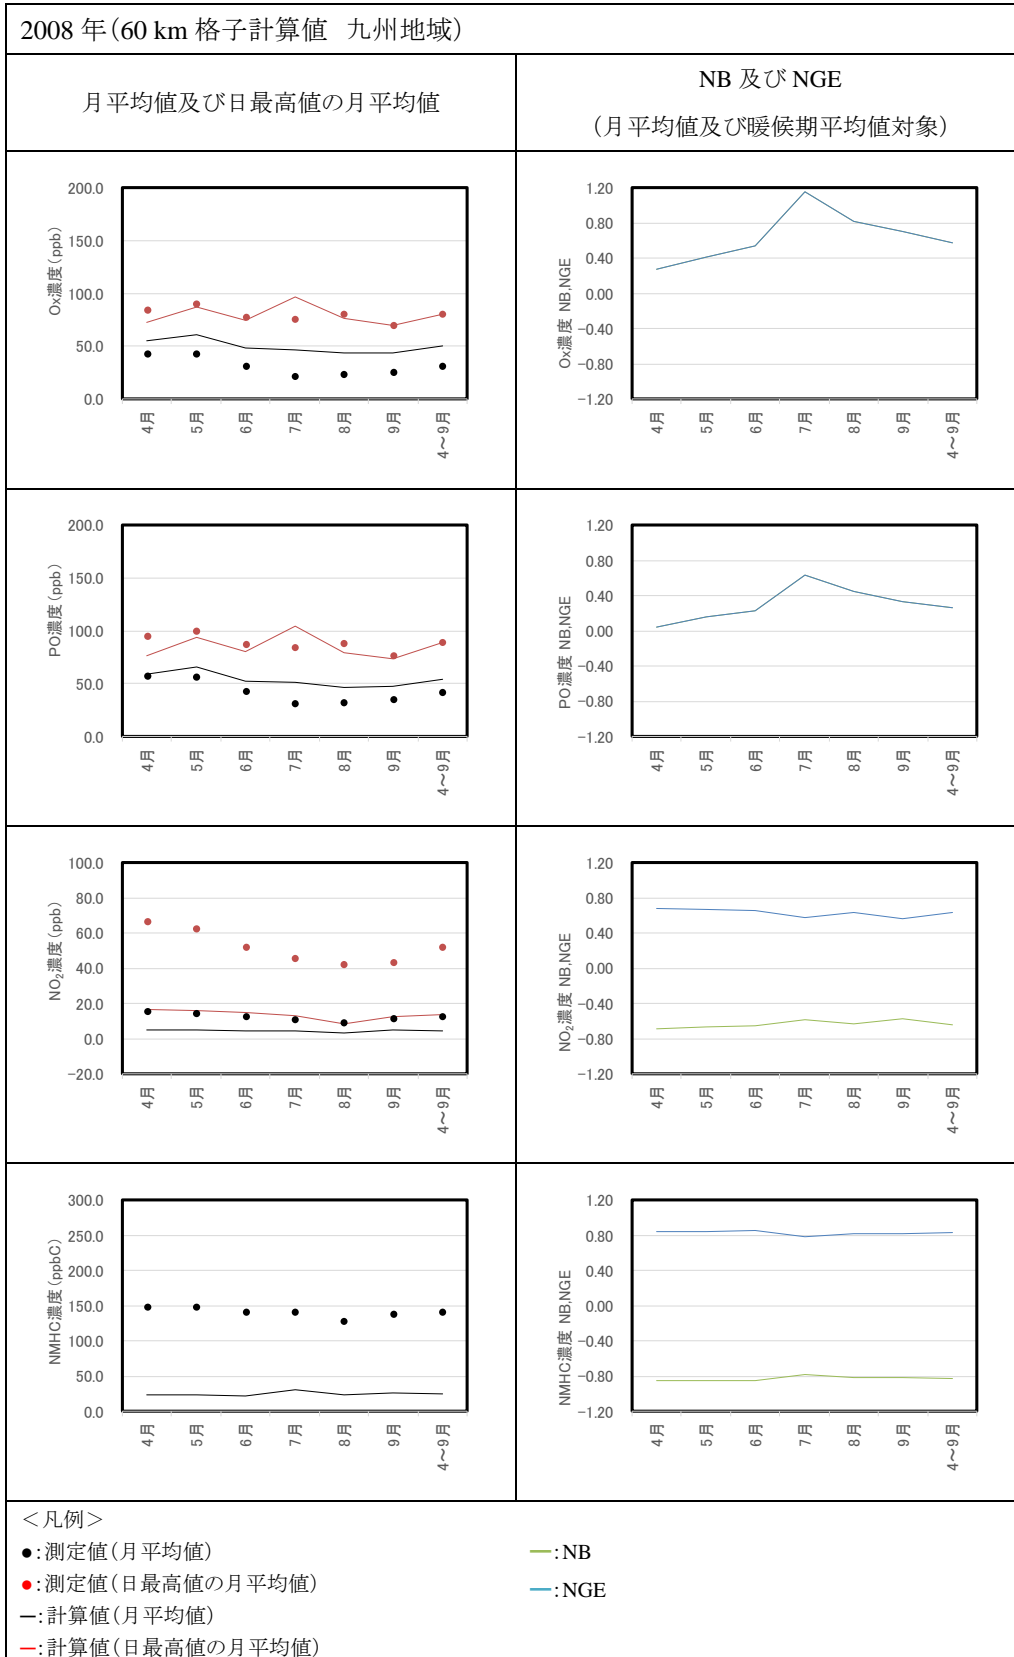 2008 年（60 km 格子計算値　九州地域）
月平均値及び日最高値の月平均値
NB 及び NGE
（月平均値及び暖候期平均値対象）
Ox濃度（ppb）
200.0
150.0
100.0
50.0
0.0
4月 5月 6月 7月 8月 9月 4～9月
Ox濃度 NB,NGE
1.20
0.80
0.40
0.00
−0.40
−0.80
−1.20
4月 5月 6月 7月 8月 9月 4～9月
PO濃度（ppb）
200.0
150.0
100.0
50.0
0.0
4月 5月 6月 7月 8月 9月 4～9月
PO濃度 NB,NGE
1.20
0.80
0.40
0.00
−0.40
−0.80
−1.20
4月 5月 6月 7月 8月 9月 4～9月
NO₂濃度（ppb）
100.0
80.0
60.0
40.0
20.0
0.0
−20.0
4月 5月 6月 7月 8月 9月 4～9月
NO₂濃度 NB,NGE
1.20
0.80
0.40
0.00
−0.40
−0.80
−1.20
4月 5月 6月 7月 8月 9月 4～9月
NMHC濃度（ppbC）
300.0
250.0
200.0
150.0
100.0
50.0
0.0
4月 5月 6月 7月 8月 9月 4～9月
NMHC濃度 NB,NGE
1.20
0.80
0.40
0.00
−0.40
−0.80
−1.20
4月 5月 6月 7月 8月 9月 4～9月
＜凡例＞
●:測定値（月平均値）
●:測定値（日最高値の月平均値）
―:計算値（月平均値）
―:計算値（日最高値の月平均値）
―:NB
―:NGE